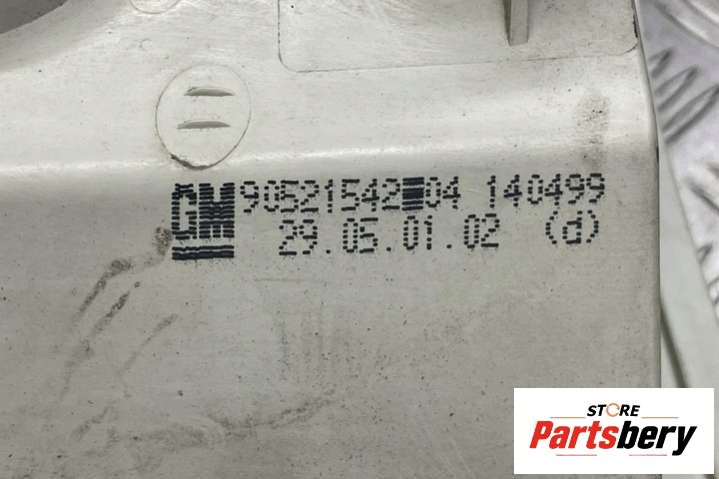 GM 90521542 04 140499
29.05.01.02 (d)
STORE
Partsbery